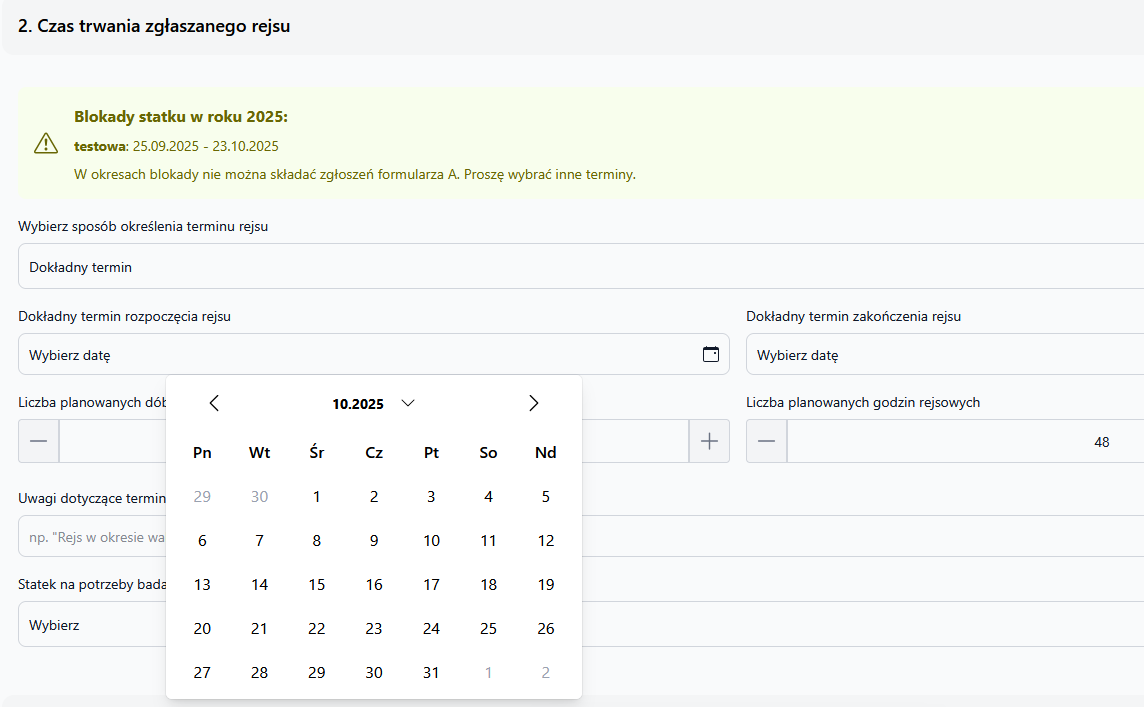 2. Czas trwania zgłaszanego rejsu
Blokady statku w roku 2025:
testowa: 25.09.2025 - 23.10.2025
W okresach blokady nie można składać zgłoszeń formularza A. Proszę wybrać inne terminy.
Wybierz sposób określenia terminu rejsu
Dokładny termin
Dokładny termin rozpoczęcia rejsu
Dokładny termin zakończenia rejsu
Wybierz datę
Wybierz datę
Liczba planowanych dób
Liczba planowanych godzin rejsowych
48
Uwagi dotyczące termin
np. "Rejs w okresie wa
Statek na potrzeby bada
Wybierz
10.2025
Pn Wt Śr Cz Pt So Nd
29 30 1 2 3 4 5
6 7 8 9 10 11 12
13 14 15 16 17 18 19
20 21 22 23 24 25 26
27 28 29 30 31 1 2